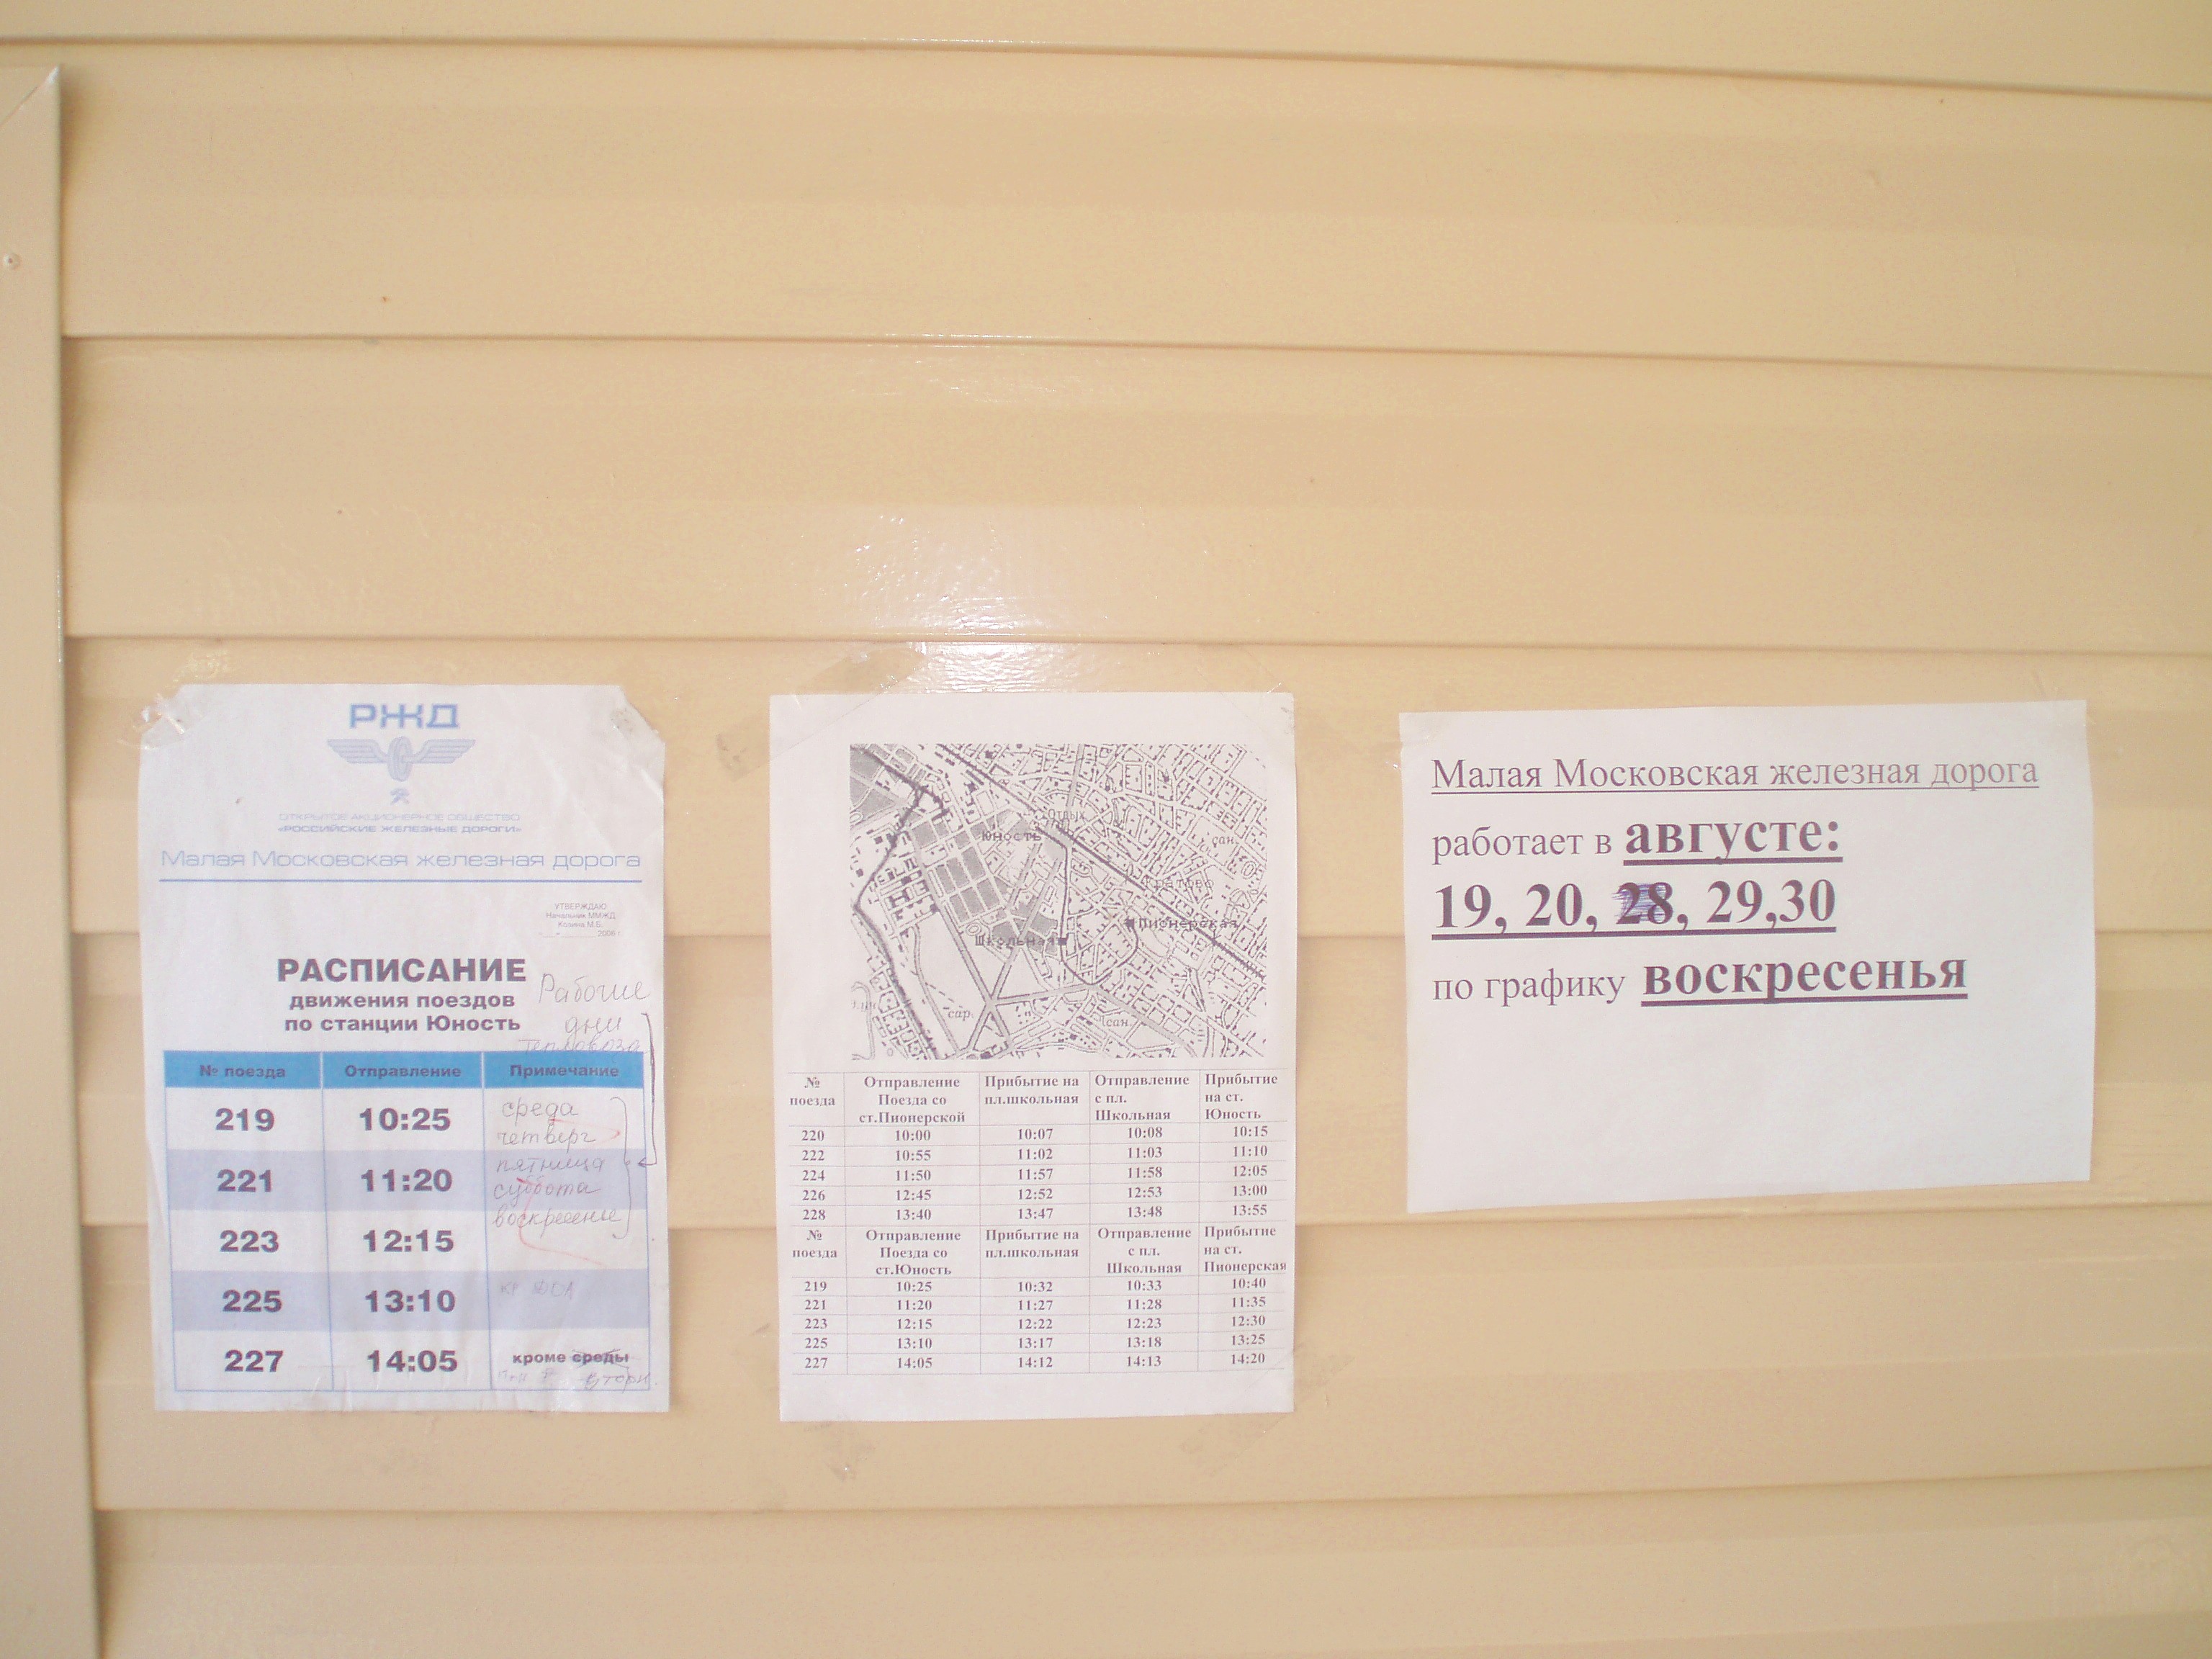 РЖД
ОТКРЫТОЕ АКЦИОНЕРНОЕ ОБЩЕСТВО
«РОССИЙСКИЕ ЖЕЛЕЗНЫЕ ДОРОГИ»
Малая Московская железная дорога
УТВЕРЖДАЮ
Начальник ММЖД
Козина М.Б.
РАСПИСАНИЕ
движения поездов
по станции Юность
Рабочие
дни
тепловоза
№ поезда Отправление Примечание
219 10:25 среда
четверг
221 11:20 пятница
суббота
223 12:15 воскресенье
225 13:10
227 14:05 кроме среды
вторн.
Отдых
Юность
сан.
Кратово
Пионерская
Школьная
сар.
сан.
№ поезда Отправление Поезда со ст.Пионерской Прибытие на пл.школьная Отправление с пл. Школьная Прибытие на ст. Юность
220 10:00 10:07 10:08 10:15
222 10:55 11:02 11:03 11:10
224 11:50 11:57 11:58 12:05
226 12:45 12:52 12:53 13:00
228 13:40 13:47 13:48 13:55
№ поезда Отправление Поезда со ст.Юность Прибытие на пл.школьная Отправление с пл. Школьная Прибытие на ст. Пионерская
219 10:25 10:32 10:33 10:40
221 11:20 11:27 11:28 11:35
223 12:15 12:22 12:23 12:30
225 13:10 13:17 13:18 13:25
227 14:05 14:12 14:13 14:20
Малая Московская железная дорога
работает в августе:
19, 20, 28, 29,30
по графику воскресенья